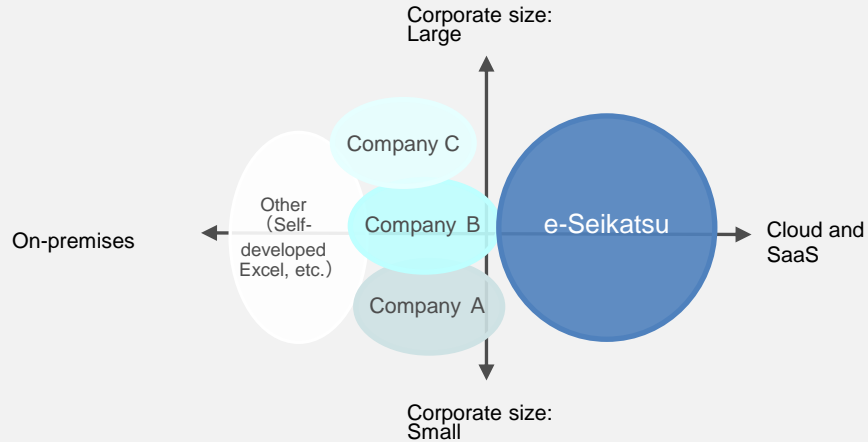 Corporate size:
Large
Company C
Other
（Self-
developed
Excel, etc.）
Company B
e-Seikatsu
On-premises
Cloud and
SaaS
Company A
Corporate size:
Small